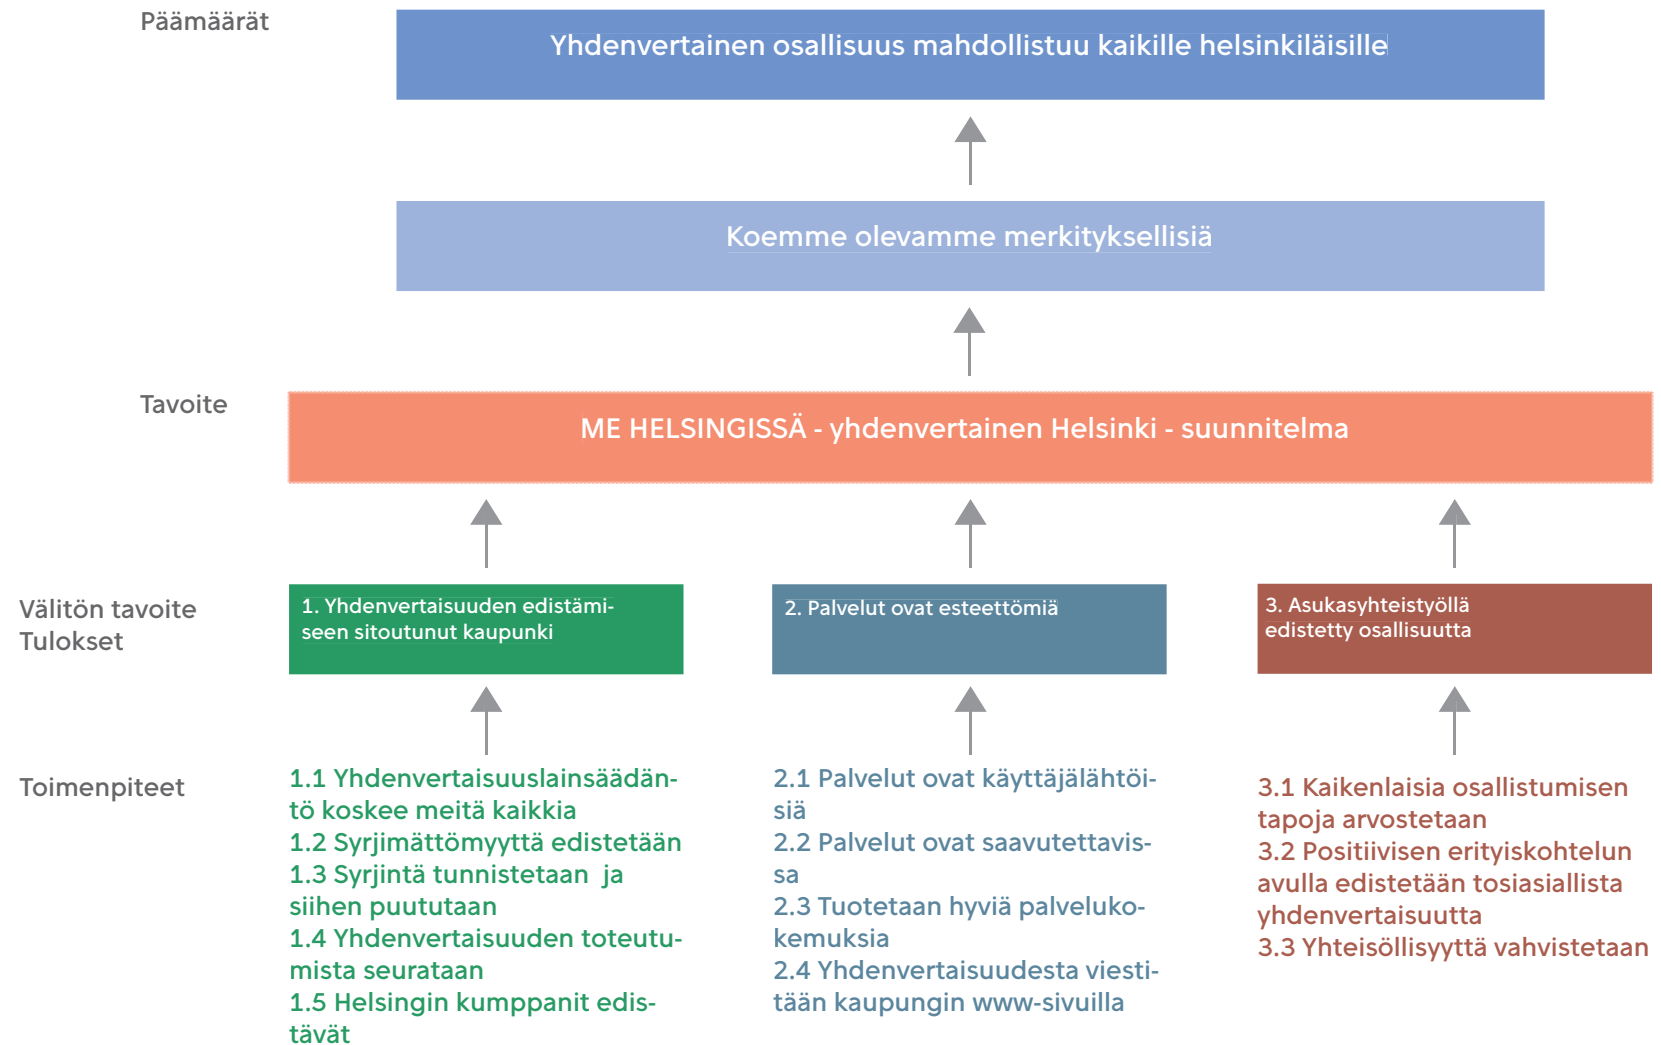 Päämäärät
Yhdenvertainen osallisuus mahdollistuu kaikille helsinkiläisille
Koemme olevamme merkityksellisiä
Tavoite
ME HELSINGISSÄ - yhdenvertainen Helsinki - suunnitelma
Välitön tavoite
Tulokset
1. Yhdenvertaisuuden edistämi-
seen sitoutunut kaupunki
2. Palvelut ovat esteettömiä
3. Asukasyhteistyöllä
edistetty osallisuutta
Toimenpiteet
1.1 Yhdenvertaisuuslainsäädän-
tö koskee meitä kaikkia
1.2 Syrjimättömyyttä edistetään
1.3 Syrjintä tunnistetaan ja
siihen puututaan
1.4 Yhdenvertaisuuden toteutu-
mista seurataan
1.5 Helsingin kumppanit edis-
tävät
2.1 Palvelut ovat käyttäjälähtöi-
siä
2.2 Palvelut ovat saavutettavis-
sa
2.3 Tuotetaan hyviä palveluko-
kemuksia
2.4 Yhdenvertaisuudesta viesti-
tään kaupungin www-sivuilla
3.1 Kaikenlaisia osallistumisen
tapoja arvostetaan
3.2 Positiivisen erityiskohtelun
avulla edistetään tosiasiallista
yhdenvertaisuutta
3.3 Yhteisöllisyyttä vahvistetaan